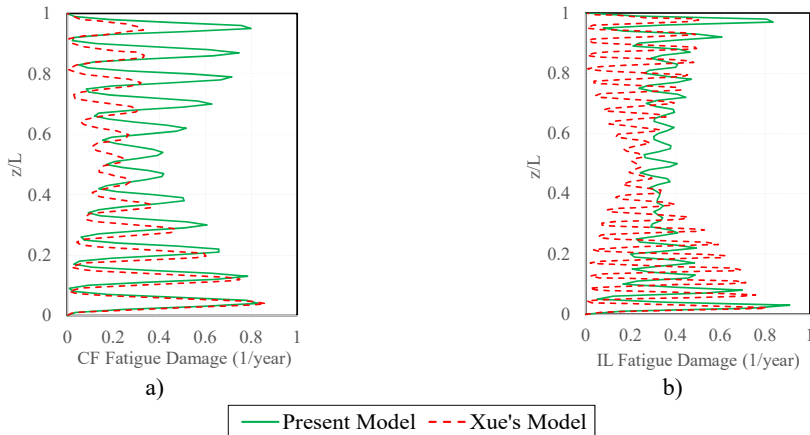 1
0.8
0.6
0.4
0.2
0
z/L
0 0.2 0.4 0.6 0.8 1
CF Fatigue Damage (1/year)
a)
1
0.8
0.6
0.4
0.2
0
z/L
0 0.2 0.4 0.6 0.8 1
IL Fatigue Damage (1/year)
b)
Present Model Xue's Model